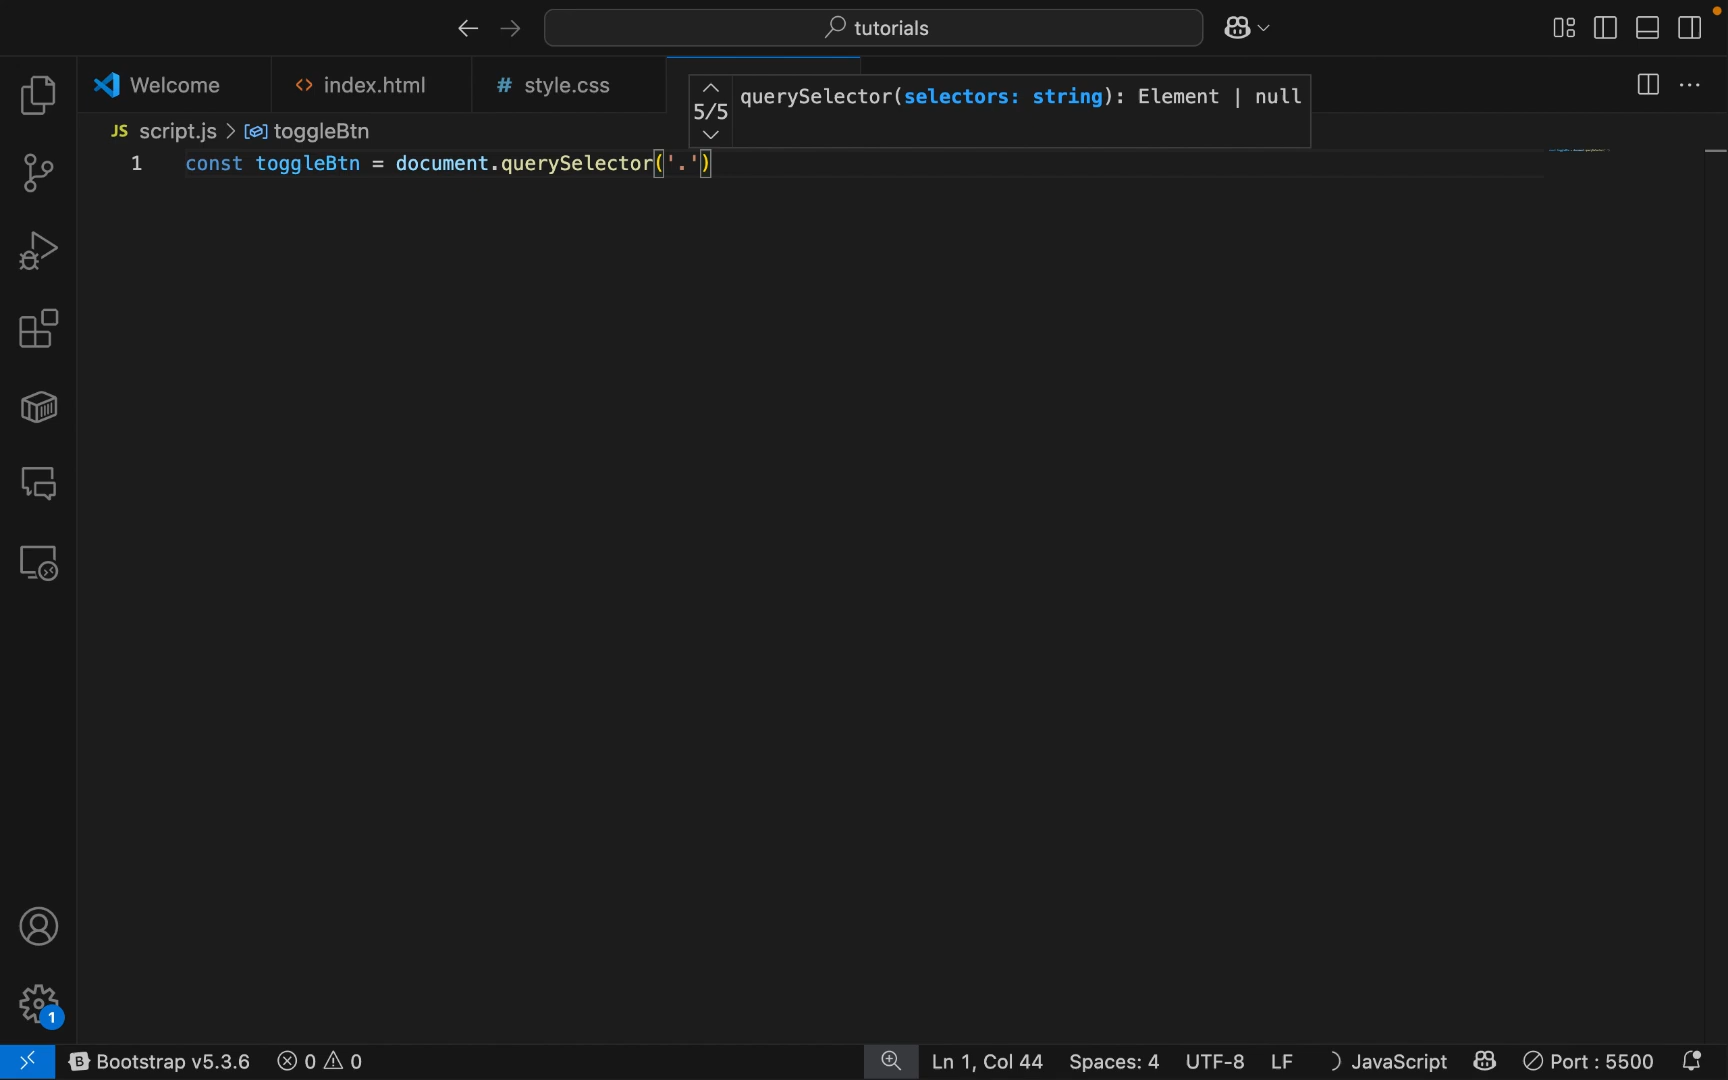 tutorials
Welcome
<> index.html
# style.css
5/5
querySelector(selectors: string): Element | null
JS script.js > toggleBtn
1 const toggleBtn = document.querySelector('.')
1
B Bootstrap v5.3.6
0 0
Ln 1, Col 44
Spaces: 4
UTF-8
LF
JavaScript
Port : 5500